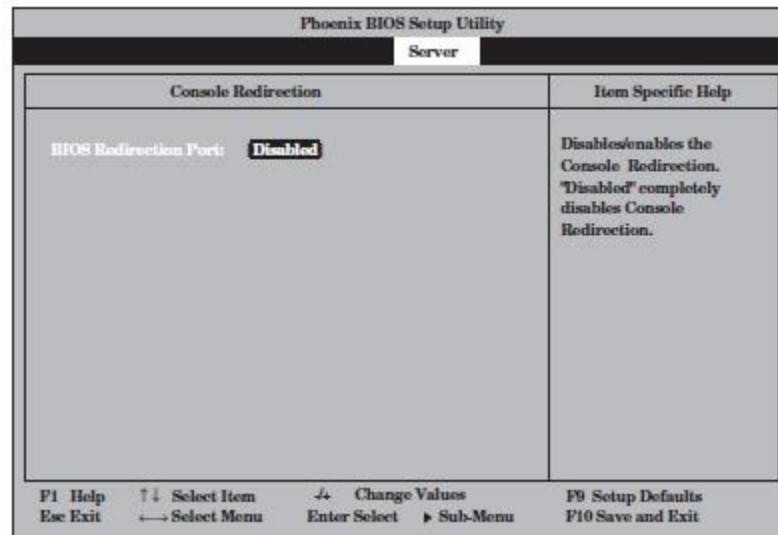 Phoenix BIOS Setup Utility
Server
Console Redirection
Item Specific Help
BIOS Redirection Port: [Disabled]
Disables/enables the
Console Redirection.
"Disabled" completely
disables Console
Redirection.
F1 Help ↑↓ Select Item -/+ Change Values F9 Setup Defaults
Esc Exit ←→ Select Menu Enter Select ▶ Sub-Menu F10 Save and Exit